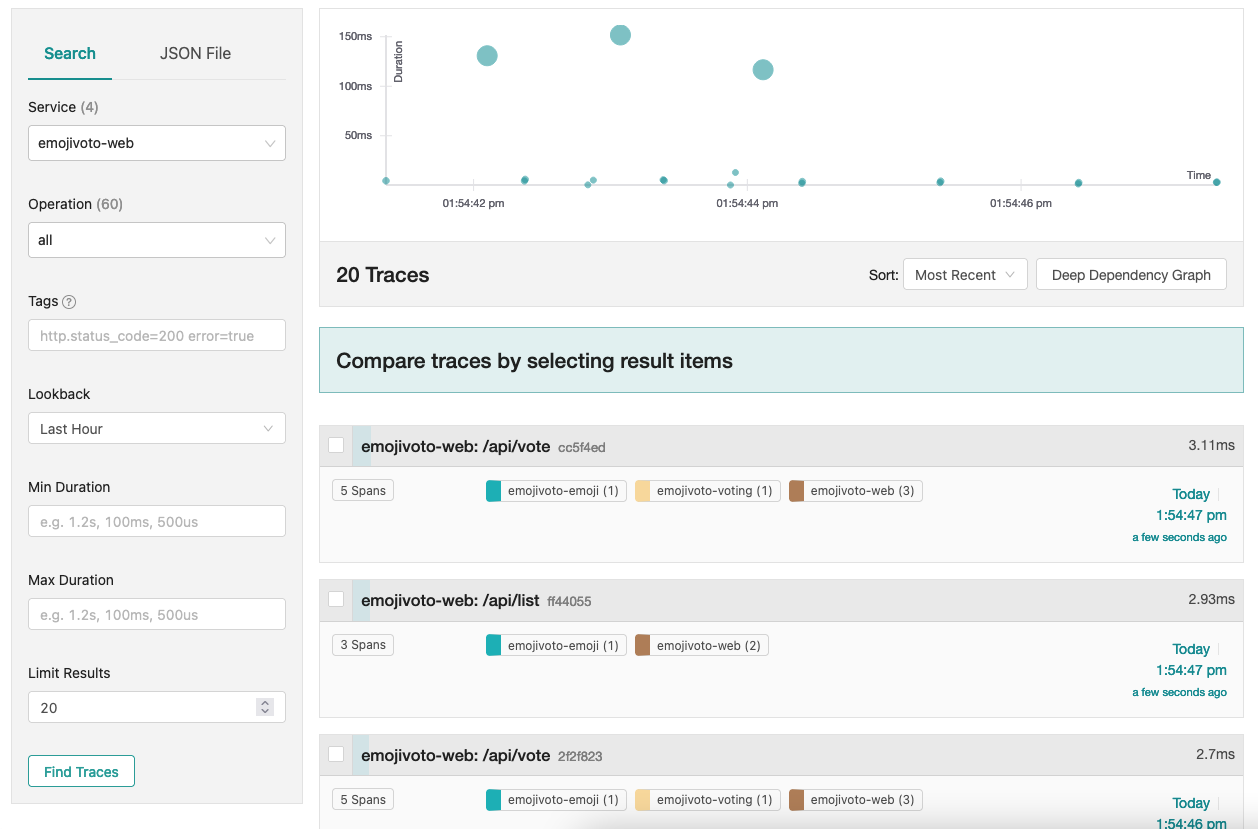 Search JSON File
Service (4)
emojivoto-web
Operation (60)
all
Tags ?
http.status_code=200 error=true
Lookback
Last Hour
Min Duration
e.g. 1.2s, 100ms, 500us
Max Duration
e.g. 1.2s, 100ms, 500us
Limit Results
20
Find Traces
150ms
100ms
50ms
Duration
Time
01:54:42 pm 01:54:44 pm 01:54:46 pm
20 Traces
Sort: Most Recent Deep Dependency Graph
Compare traces by selecting result items
emojivoto-web: /api/vote cc5f4ed 3.11ms
5 Spans emojivoto-emoji (1) emojivoto-voting (1) emojivoto-web (3)
Today
1:54:47 pm
a few seconds ago
emojivoto-web: /api/list ff44055 2.93ms
3 Spans emojivoto-emoji (1) emojivoto-web (2)
Today
1:54:47 pm
a few seconds ago
emojivoto-web: /api/vote 2f2f823 2.7ms
5 Spans emojivoto-emoji (1) emojivoto-voting (1) emojivoto-web (3)
Today
1:54:46 pm